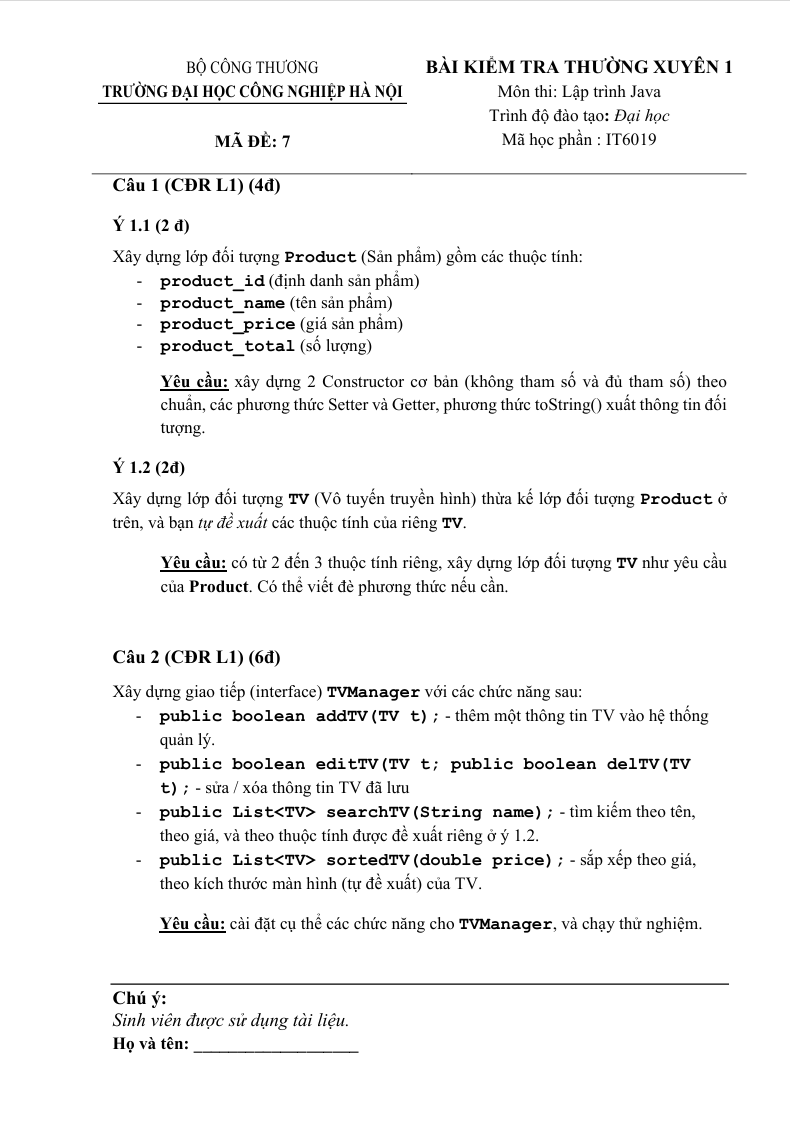 BỘ CÔNG THƯƠNG
TRƯỜNG ĐẠI HỌC CÔNG NGHIỆP HÀ NỘI
MÃ ĐỀ: 7
BÀI KIỂM TRA THƯỜNG XUYÊN 1
Môn thi: Lập trình Java
Trình độ đào tạo: Đại học
Mã học phần : IT6019
Câu 1 (CĐR L1) (4đ)
Ý 1.1 (2 đ)
Xây dựng lớp đối tượng Product (Sản phẩm) gồm các thuộc tính:
- product_id (định danh sản phẩm)
- product_name (tên sản phẩm)
- product_price (giá sản phẩm)
- product_total (số lượng)
Yêu cầu: xây dựng 2 Constructor cơ bản (không tham số và đủ tham số) theo
chuẩn, các phương thức Setter và Getter, phương thức toString() xuất thông tin đối
tượng.
Ý 1.2 (2đ)
Xây dựng lớp đối tượng TV (Vô tuyến truyền hình) thừa kế lớp đối tượng Product ở
trên, và bạn tự đề xuất các thuộc tính của riêng TV.
Yêu cầu: có từ 2 đến 3 thuộc tính riêng, xây dựng lớp đối tượng TV như yêu cầu
của Product. Có thể viết đè phương thức nếu cần.
Câu 2 (CĐR L1) (6đ)
Xây dựng giao tiếp (interface) TVManager với các chức năng sau:
- public boolean addTV(TV t); - thêm một thông tin TV vào hệ thống
quản lý.
- public boolean editTV(TV t; public boolean delTV(TV
t); - sửa / xóa thông tin TV đã lưu
- public List<TV> searchTV(String name); - tìm kiếm theo tên,
theo giá, và theo thuộc tính được đề xuất riêng ở ý 1.2.
- public List<TV> sortedTV(double price); - sắp xếp theo giá,
theo kích thước màn hình (tự đề xuất) của TV.
Yêu cầu: cài đặt cụ thể các chức năng cho TVManager, và chạy thử nghiệm.
Chú ý:
Sinh viên được sử dụng tài liệu.
Họ và tên: ___________________